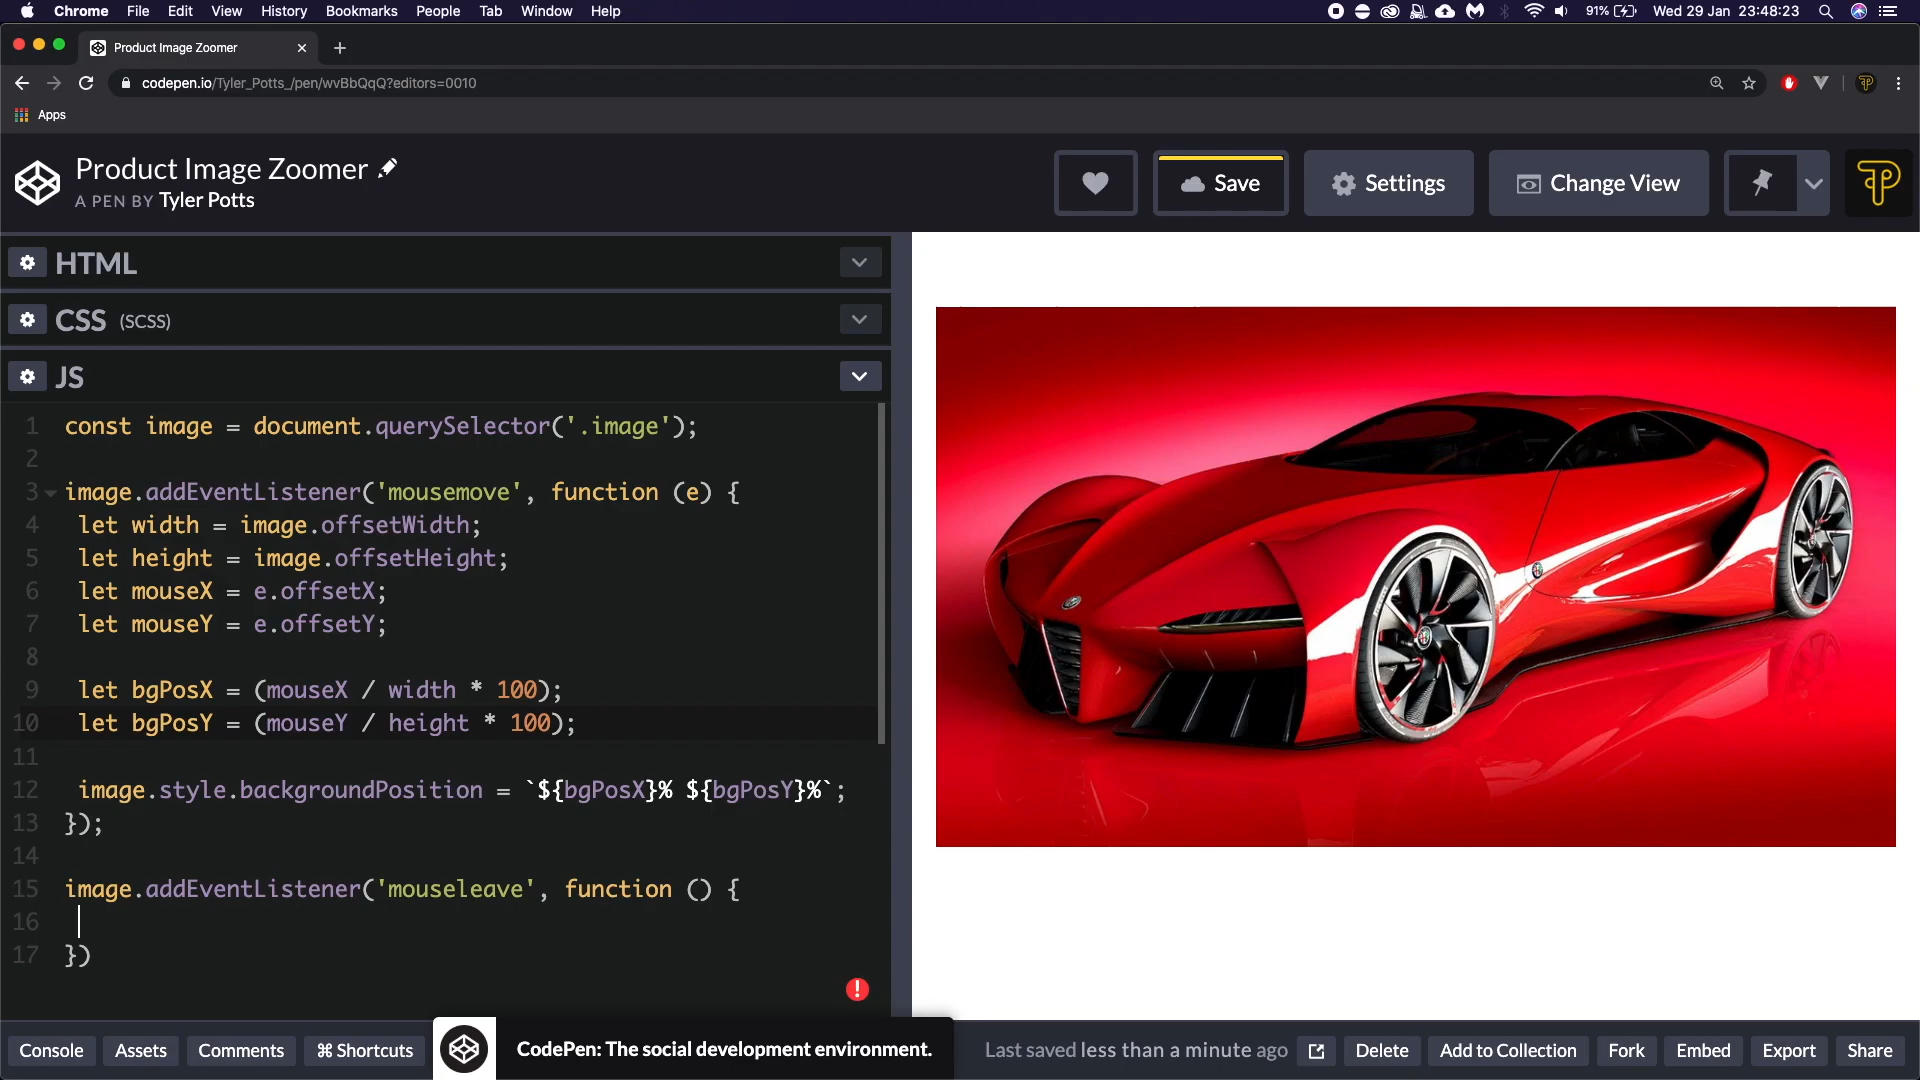 Chrome File Edit View History Bookmarks People Tab Window Help 91% Wed 29 Jan 23:48:23
Product Image Zoomer
codepen.io/Tyler_Potts_/pen/wvBbQqQ?editors=0010
Apps
Product Image Zoomer
A PEN BY Tyler Potts
Save Settings Change View
HTML
CSS (SCSS)
JS
1 const image = document.querySelector('.image');
2
3 image.addEventListener('mousemove', function (e) {
4 let width = image.offsetWidth;
5 let height = image.offsetHeight;
6 let mouseX = e.offsetX;
7 let mouseY = e.offsetY;
8
9 let bgPosX = (mouseX / width * 100);
10 let bgPosY = (mouseY / height * 100);
11
12 image.style.backgroundPosition = `${bgPosX}% ${bgPosY}%`;
13 });
14
15 image.addEventListener('mouseleave', function () {
16
17 })
Console Assets Comments ⌘ Shortcuts CodePen: The social development environment. Last saved less than a minute ago Delete Add to Collection Fork Embed Export Share